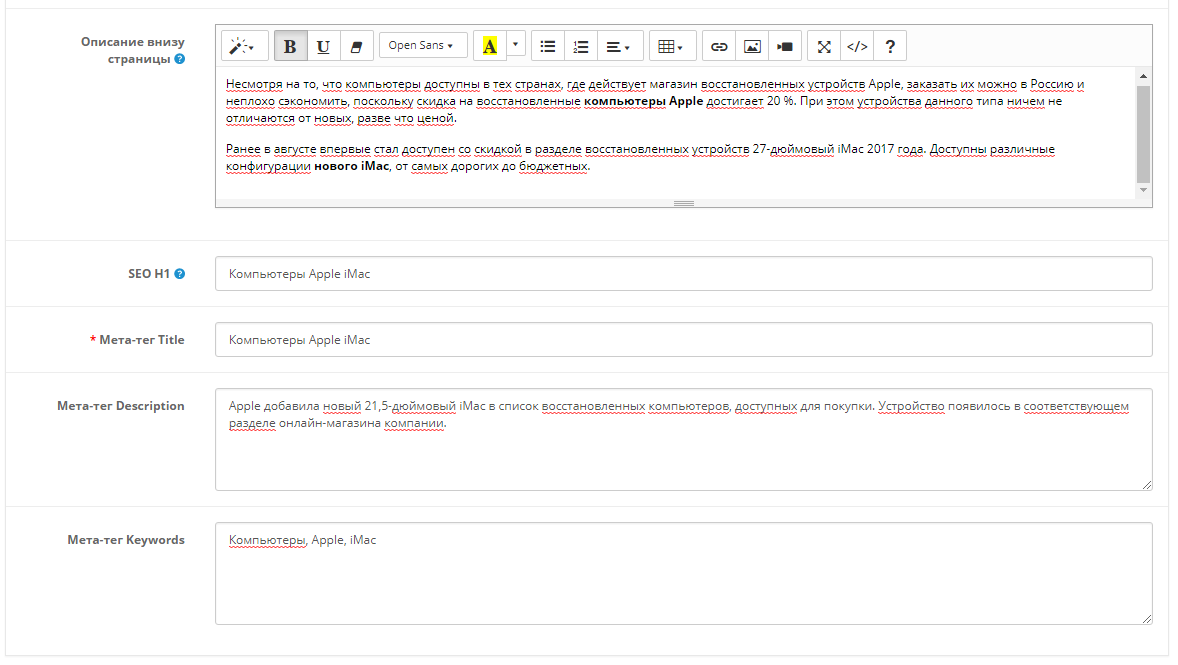 Описание внизу
страницы ?
B U Open Sans A </> ?
Несмотря на то, что компьютеры доступны в тех странах, где действует магазин восстановленных устройств Apple, заказать их можно в Россию и
неплохо сэкономить, поскольку скидка на восстановленные компьютеры Apple достигает 20 %. При этом устройства данного типа ничем не
отличаются от новых, разве что ценой.
Ранее в августе впервые стал доступен со скидкой в разделе восстановленных устройств 27-дюймовый iMac 2017 года. Доступны различные
конфигурации нового iMac, от самых дорогих до бюджетных.
SEO H1 ?
Компьютеры Apple iMac
* Мета-тег Title
Компьютеры Apple iMac
Мета-тег Description
Apple добавила новый 21,5-дюймовый iMac в список восстановленных компьютеров, доступных для покупки. Устройство появилось в соответствующем
разделе онлайн-магазина компании.
Мета-тег Keywords
Компьютеры, Apple, iMac